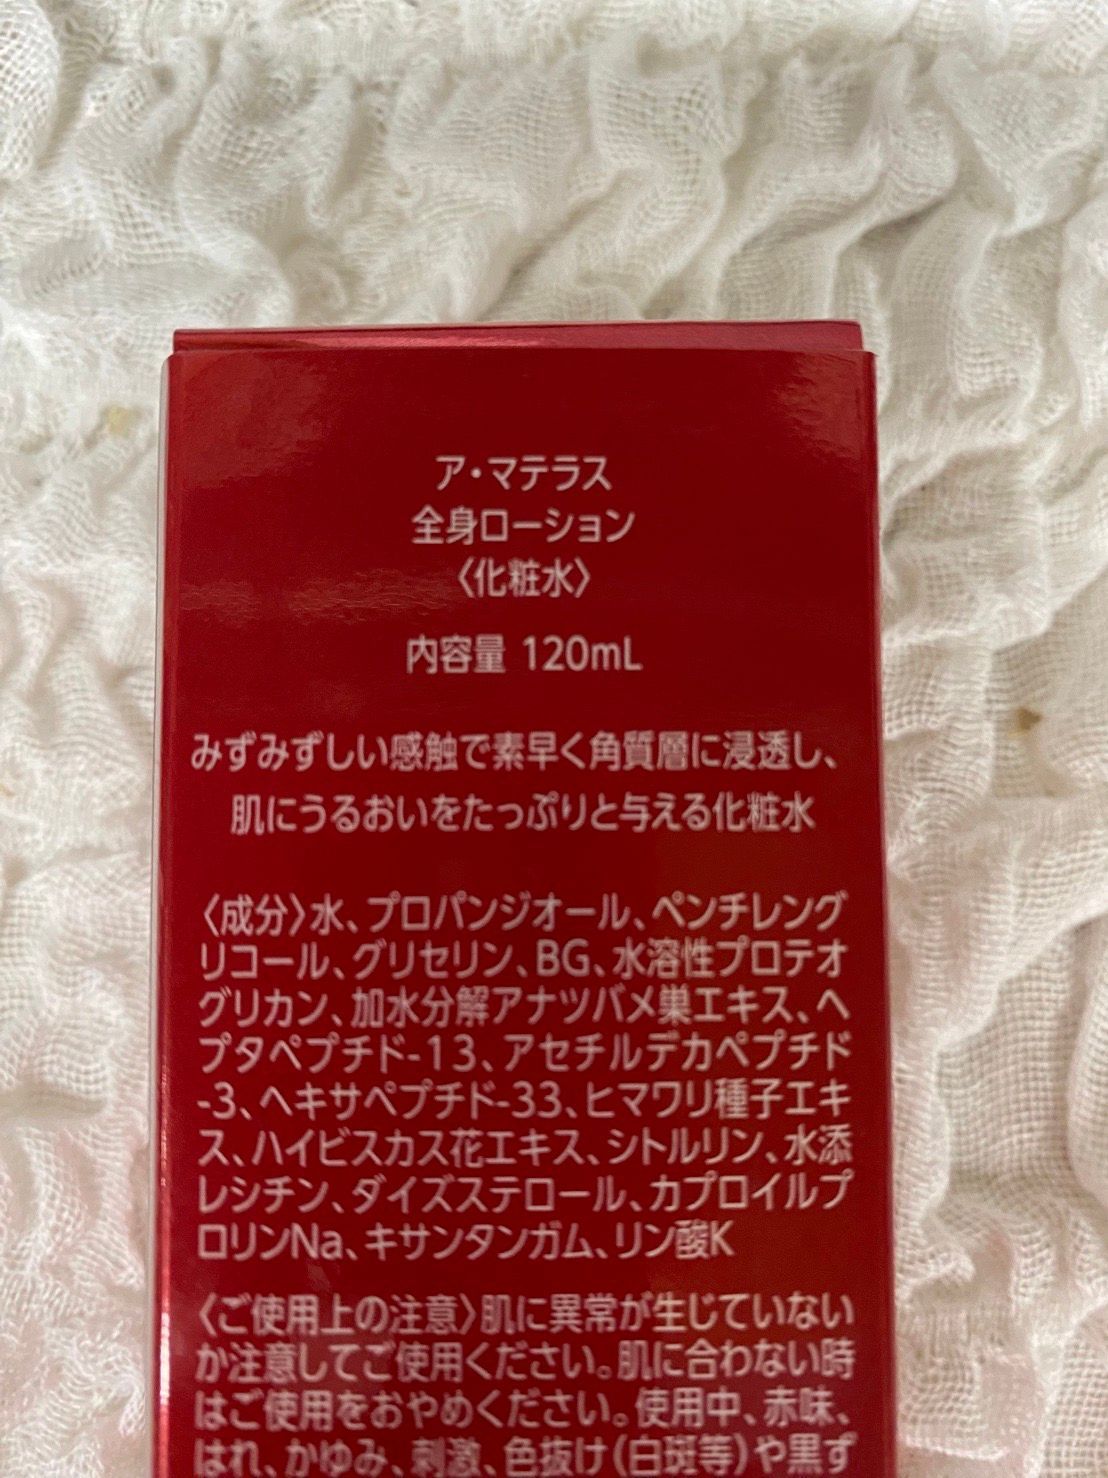 ア・マテラス
全身ローション
〈化粧水〉
内容量 120mL
みずみずしい感触で素早く角質層に浸透し、
肌にうるおいをたっぷりと与える化粧水
〈成分〉水、プロパンジオール、ペンチレング
リコール、グリセリン、BG、水溶性プロテオ
グリカン、加水分解アナツバメ巣エキス、ヘ
プタペプチド-13、アセチルデカペプチド
-3、ヘキサペプチド-33、ヒマワリ種子エキ
ス、ハイビスカス花エキス、シトルリン、水添
レシチン、ダイズステロール、カプロイルプ
ロリンNa、キサンタンガム、リン酸K
〈ご使用上の注意〉肌に異常が生じていない
か注意してご使用ください。肌に合わない時
はご使用をおやめください。使用中、赤味、
はれ、かゆみ、刺激、色抜け(白斑等)や黒ず